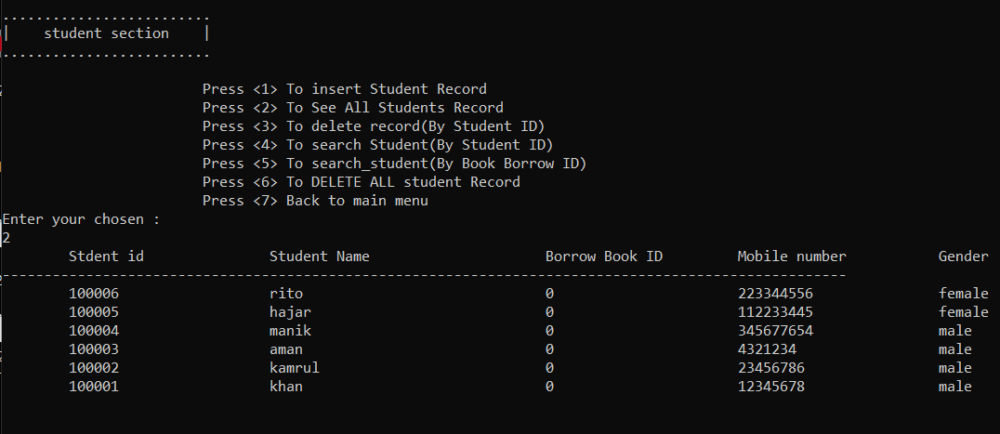 .........................
| student section |
.........................
Press <1> To insert Student Record
Press <2> To See All Students Record
Press <3> To delete record(By Student ID)
Press <4> To search Student(By Student ID)
Press <5> To search_student(By Book Borrow ID)
Press <6> To DELETE ALL student Record
Press <7> Back to main menu
Enter your chosen :
2
Stdent id Student Name Borrow Book ID Mobile number Gender
-----------------------------------------------------------------------------------------------------
100006 rito 0 223344556 female
100005 hajar 0 112233445 female
100004 manik 0 345677654 male
100003 aman 0 4321234 male
100002 kamrul 0 23456786 male
100001 khan 0 12345678 male